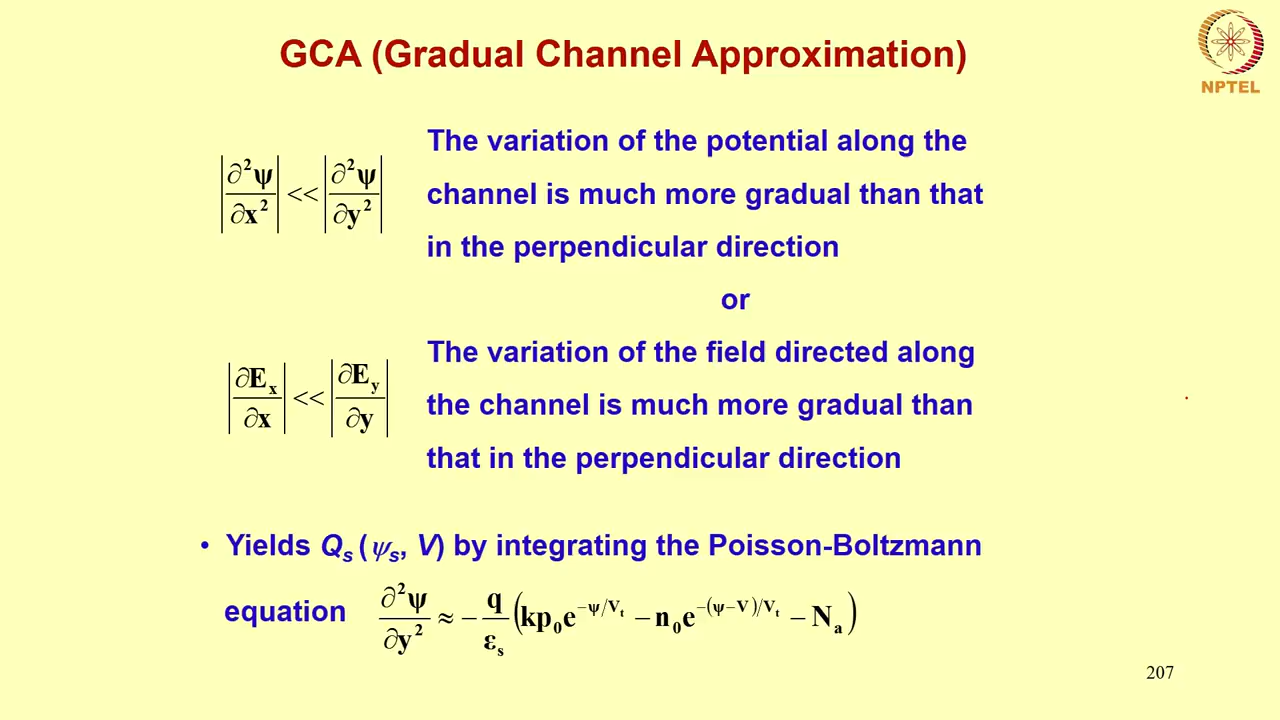 GCA (Gradual Channel Approximation)
NPTEL
The variation of the potential along the
channel is much more gradual than that
in the perpendicular direction
|∂²ψ/∂x²| << |∂²ψ/∂y²|
or
The variation of the field directed along
the channel is much more gradual than
that in the perpendicular direction
|∂Eₓ/∂x| << |∂E_y/∂y|
• Yields Qₛ (ψₛ, V) by integrating the Poisson-Boltzmann
equation ∂²ψ/∂y² ≈ −q/εₛ (kp₀e^(−ψ/Vₜ) − n₀e^(−(ψ−V)/Vₜ) − Nₐ)
207